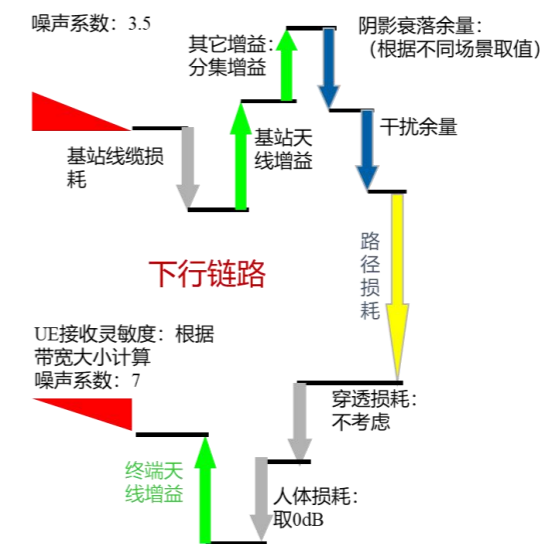 噪声系数：3.5
其它增益：
分集增益
阴影衰落余量：
（根据不同场景取值）
基站线缆损
耗
基站天
线增益
干扰余量
下行链路
路
径
损
耗
UE接收灵敏度：根据
带宽大小计算
噪声系数：7
穿透损耗：
不考虑
终端天
线增益
人体损耗：
取0dB